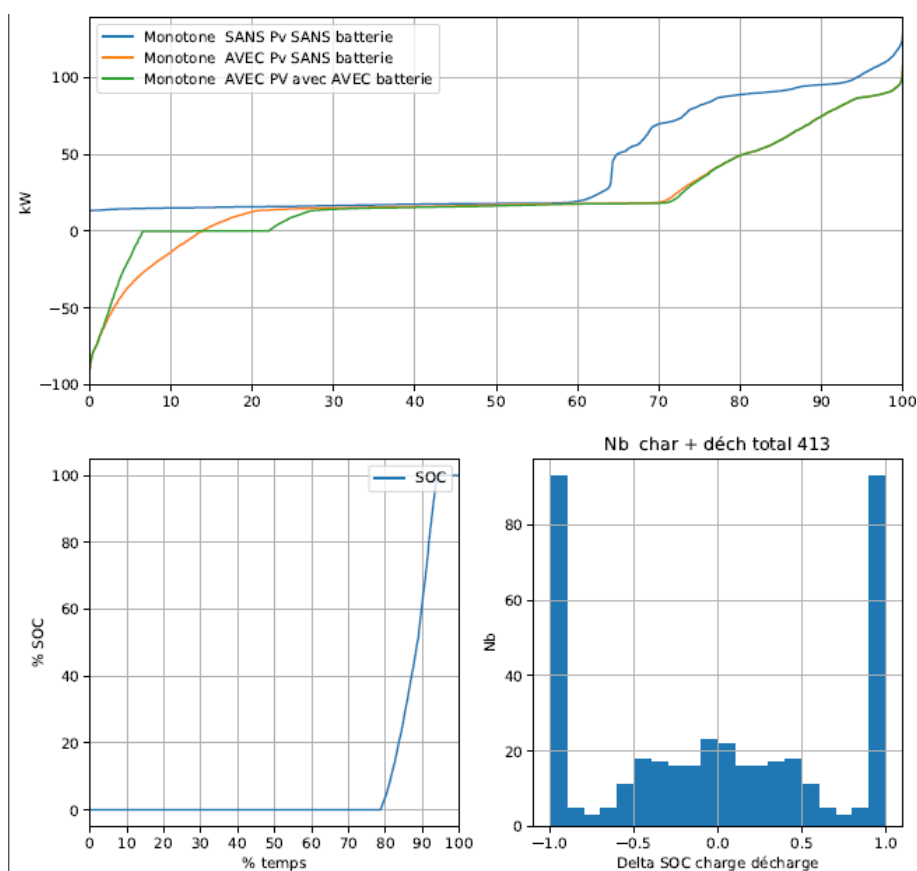 Monotone SANS Pv SANS batterie
Monotone AVEC Pv SANS batterie
Monotone AVEC PV avec AVEC batterie
100
50
0
−50
−100
kW
0 10 20 30 40 50 60 70 80 90 100
SOC
100
80
60
40
20
0
% SOC
0 10 20 30 40 50 60 70 80 90 100
% temps
Nb char + déch total 413
80
60
40
20
0
Nb
−1.0 −0.5 0.0 0.5 1.0
Delta SOC charge décharge